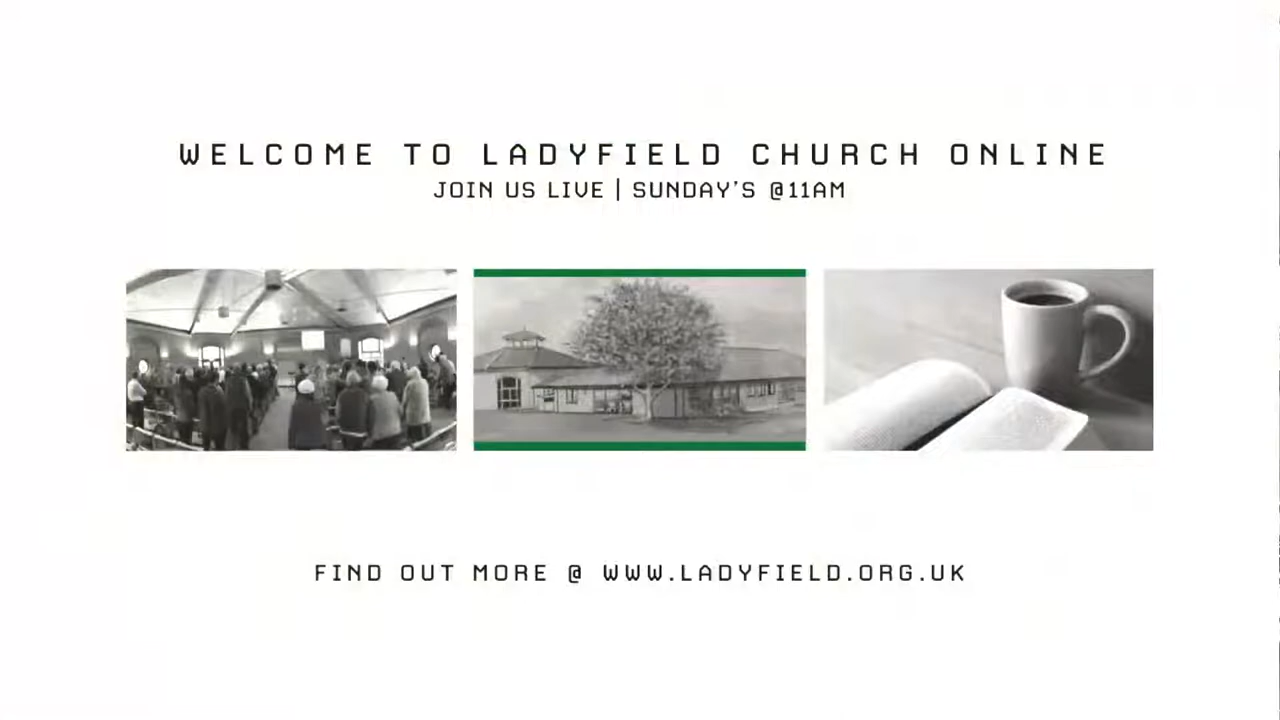 WELCOME TO LADYFIELD CHURCH ONLINE
JOIN US LIVE | SUNDAY'S @11AM
FIND OUT MORE @ WWW.LADYFIELD.ORG.UK